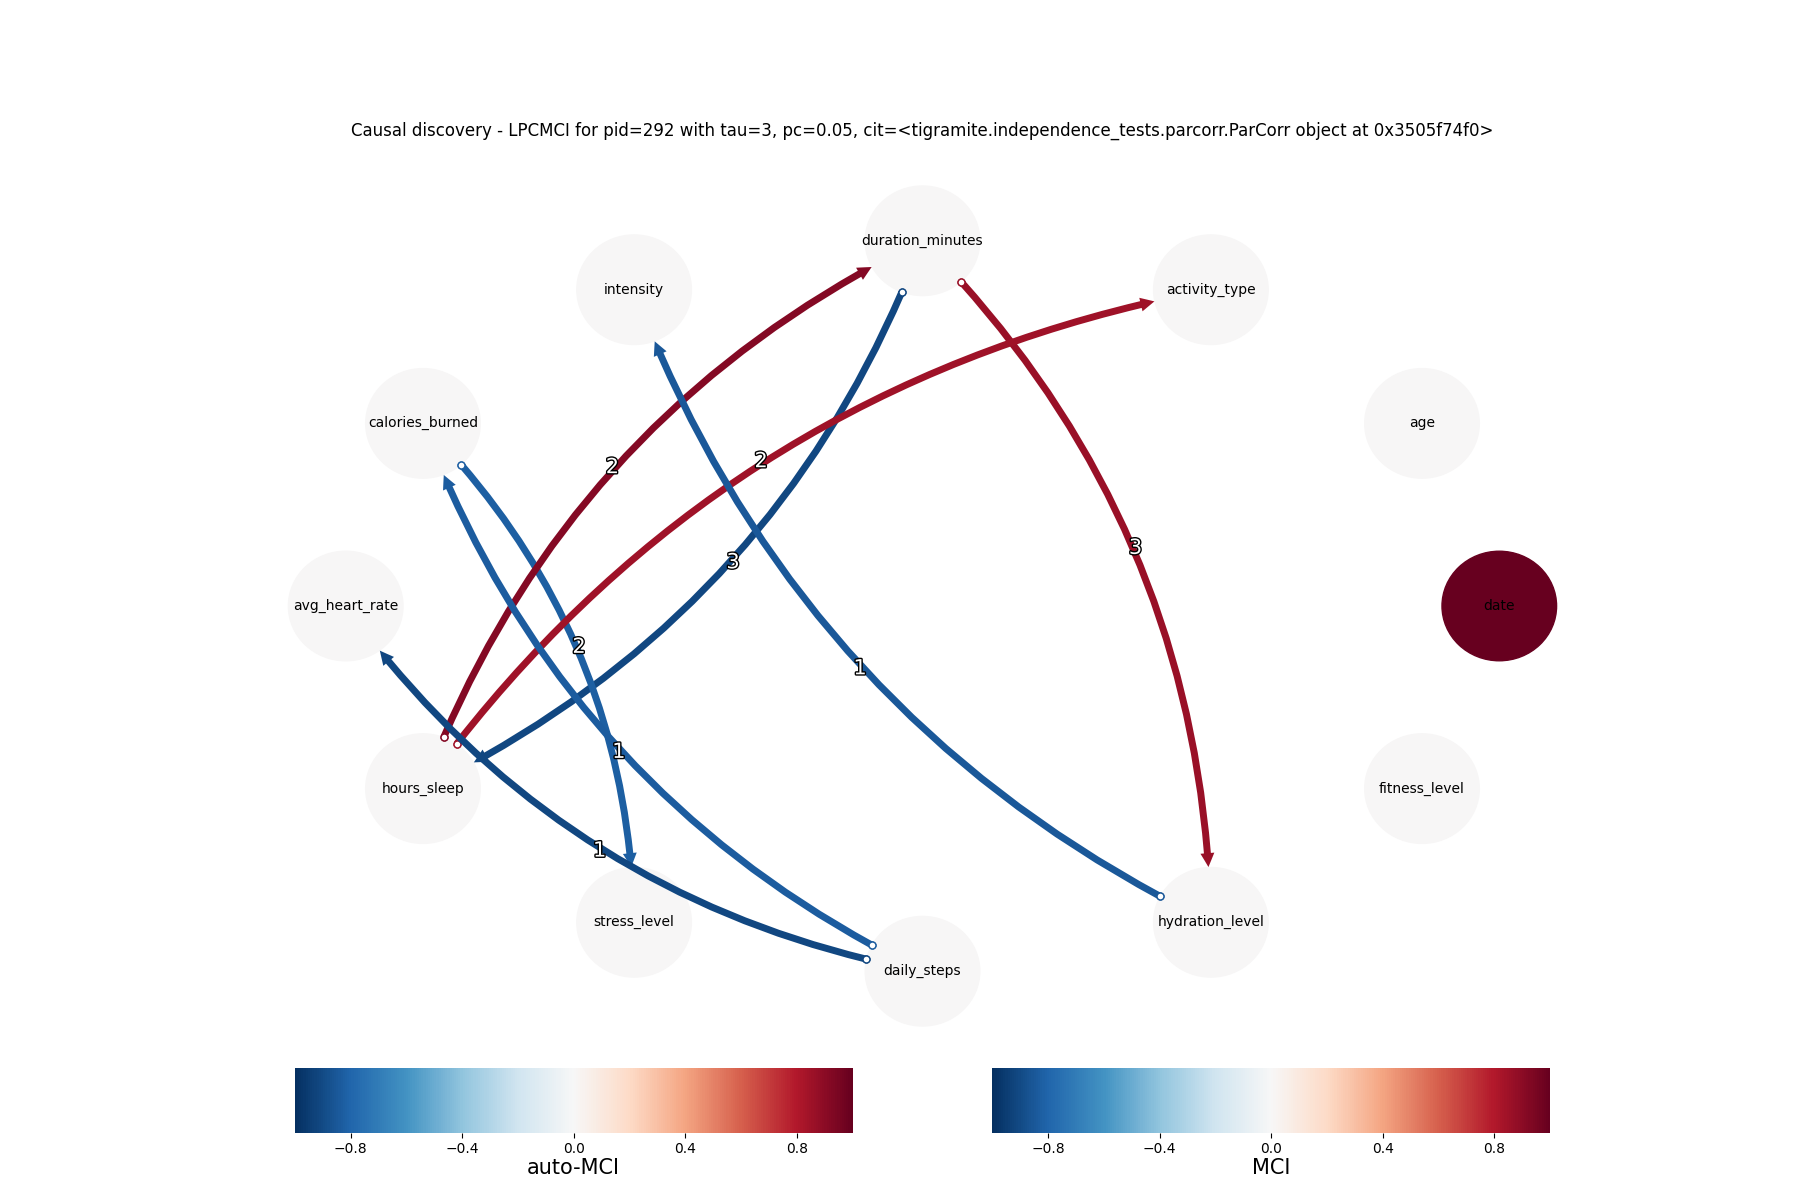 Causal discovery - LPCMCI for pid=292 with tau=3, pc=0.05, cit=<tigramite.independence_tests.parcorr.ParCorr object at 0x3505f74f0>
duration_minutes
intensity
activity_type
calories_burned
age
2
2
3
3
avg_heart_rate
date
2
1
1
hours_sleep
fitness_level
1
stress_level
hydration_level
daily_steps
−0.8 −0.4 0.0 0.4 0.8
auto-MCI
−0.8 −0.4 0.0 0.4 0.8
MCI